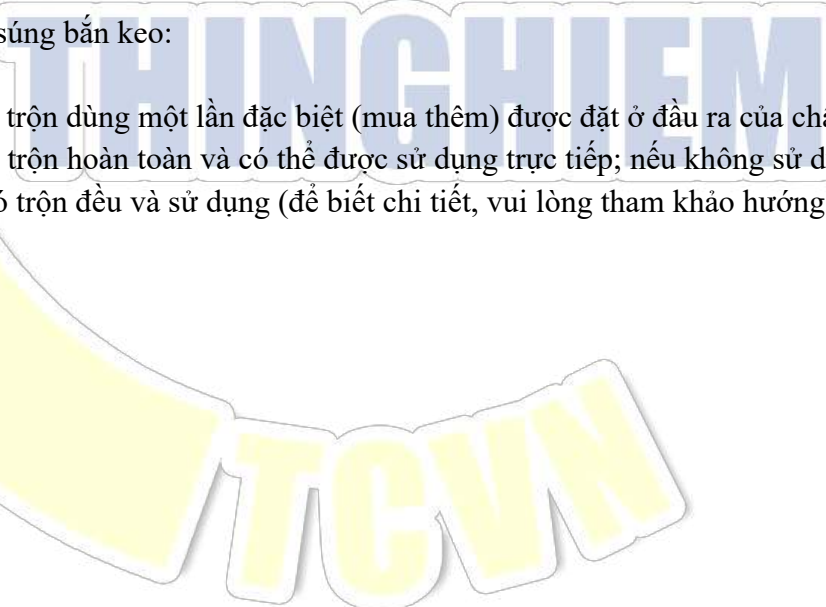 súng bắn keo:
trộn dùng một lần đặc biệt (mua thêm) được đặt ở đầu ra của
trộn hoàn toàn và có thể được sử dụng trực tiếp; nếu không sử
trộn đều và sử dụng (để biết chi tiết, vui lòng tham khảo hướng
THINGHIEM
TCVN